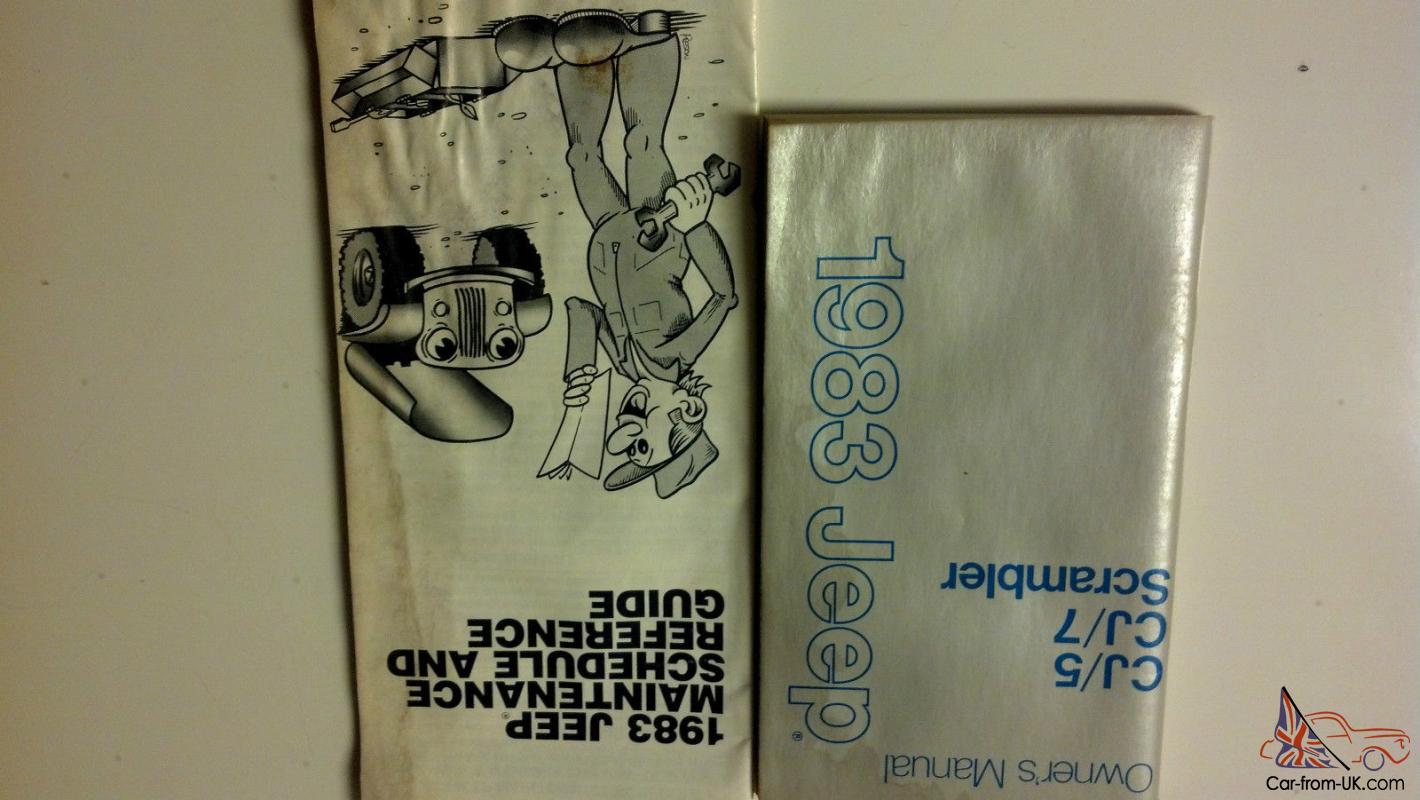 1983 JEEP®
MAINTENANCE
SCHEDULE AND
REFERENCE
GUIDE
Owner's Manual
CJ/5
CJ/7
Scrambler
1983 Jeep®
Car-from-UK.com